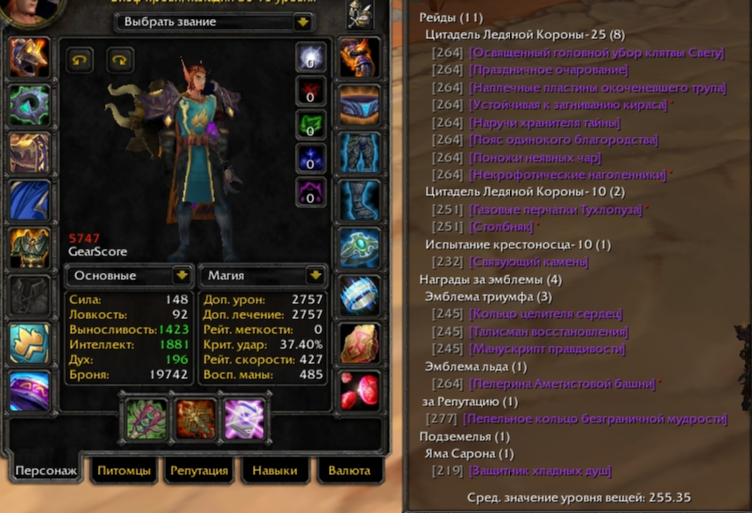 Выбрать звание
0
0
0
0
5747
GearScore
Основные
Магия
Сила: 148
Ловкость: 92
Выносливость: 1423
Интеллект: 1881
Дух: 196
Броня: 19742
Доп. урон: 2757
Доп. лечение: 2757
Рейт. меткости: 0
Крит. удар: 37.40%
Рейт. скорости: 427
Восп. маны: 485
Персонаж
Питомцы
Репутация
Навыки
Валюта
Рейды (11)
Цитадель Ледяной Короны-25 (8)
[264] [Освященный головной убор клятвы Свету]
[264] [Праздничное очарование]
[264] [Наплечные пластины окоченевшего трупа]
[264] [Устойчивая к загниванию кираса]
[264] [Наручи хранителя тайны]
[264] [Пояс одинокого благородства]
[264] [Поножи неявных чар]
[264] [Некрофотические наголенники]
Цитадель Ледяной Короны-10 (2)
[251] [Газовые перчатки Тухлопуза]
[251] [Столбняк]
Испытание крестоносца-10 (1)
[232] [Связующий камень]
Награды за эмблемы (4)
Эмблема триумфа (3)
[245] [Кольцо целителя сердец]
[245] [Талисман восстановления]
[245] [Манускрипт правдивости]
Эмблема льда (1)
[264] [Пелерина Аметистовой башни]
за Репутацию (1)
[277] [Пепельное кольцо безграничной мудрости]
Подземелья (1)
Яма Сарона (1)
[219] [Защитник хладных душ]
Сред. значение уровня вещей: 255.35